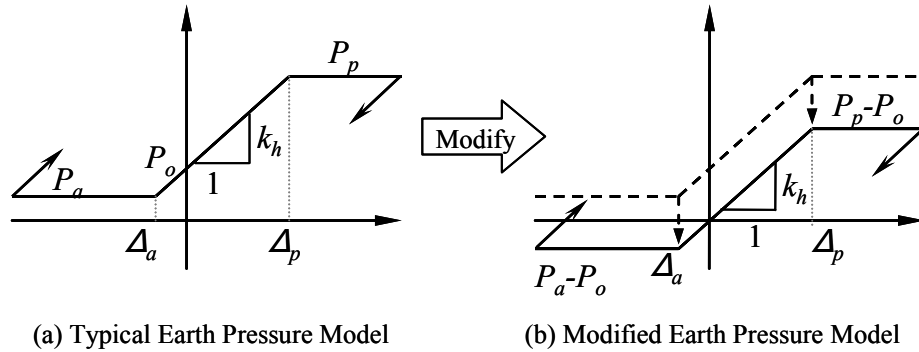 P_p
P_o
k_h
1
P_a
Δ_a
Δ_p
(a) Typical Earth Pressure Model
Modify
P_p-P_o
k_h
1
Δ_a
Δ_p
P_a-P_o
(b) Modified Earth Pressure Model